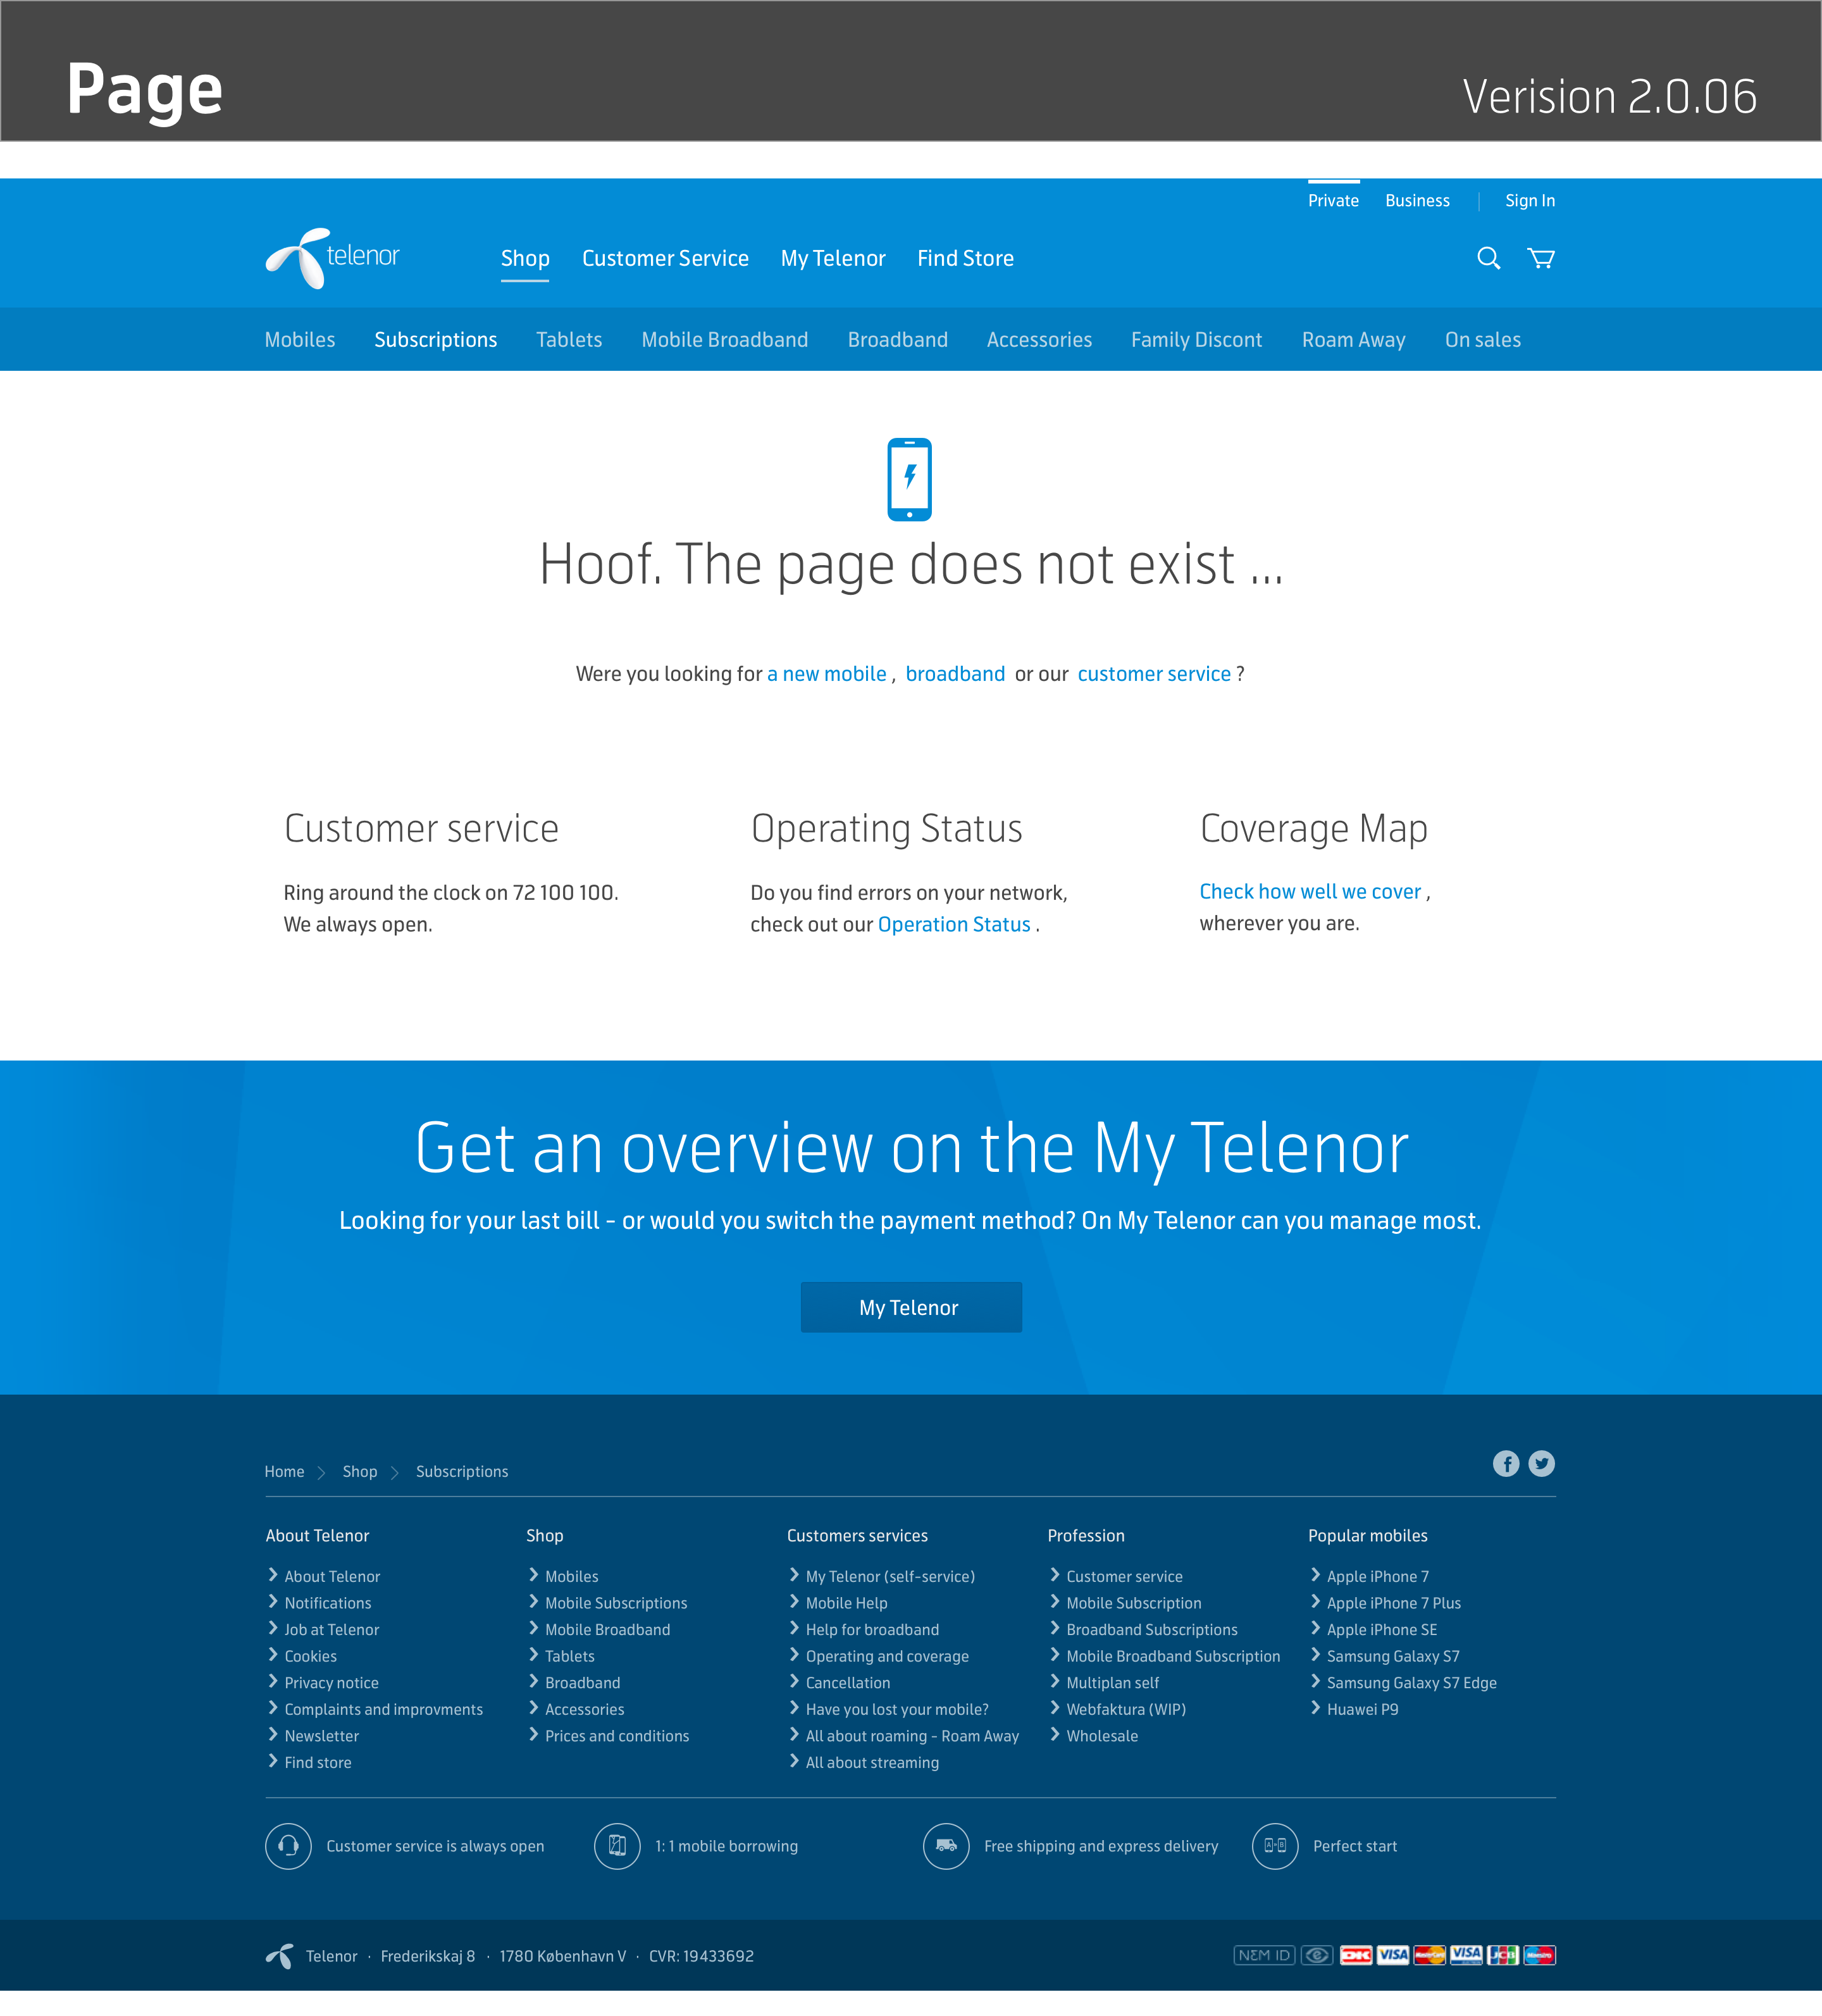 Page
Verision 2.0.06
Private Business Sign In
telenor
Shop Customer Service My Telenor Find Store
Mobiles Subscriptions Tablets Mobile Broadband Broadband Accessories Family Discont Roam Away On sales
Hoof. The page does not exist ...
Were you looking for a new mobile , broadband or our customer service ?
Customer service
Ring around the clock on 72 100 100.
We always open.
Operating Status
Do you find errors on your network,
check out our Operation Status .
Coverage Map
Check how well we cover ,
wherever you are.
Get an overview on the My Telenor
Looking for your last bill - or would you switch the payment method? On My Telenor can you manage most.
My Telenor
Home Shop Subscriptions
About Telenor
About Telenor
Notifications
Job at Telenor
Cookies
Privacy notice
Complaints and improvments
Newsletter
Find store
Shop
Mobiles
Mobile Subscriptions
Mobile Broadband
Tablets
Broadband
Accessories
Prices and conditions
Customers services
My Telenor (self-service)
Mobile Help
Help for broadband
Operating and coverage
Cancellation
Have you lost your mobile?
All about roaming - Roam Away
All about streaming
Profession
Customer service
Mobile Subscription
Broadband Subscriptions
Mobile Broadband Subscription
Multiplan self
Webfaktura (WIP)
Wholesale
Popular mobiles
Apple iPhone 7
Apple iPhone 7 Plus
Apple iPhone SE
Samsung Galaxy S7
Samsung Galaxy S7 Edge
Huawei P9
Customer service is always open
1: 1 mobile borrowing
Free shipping and express delivery
A=B
Perfect start
Telenor · Frederikskaj 8 · 1780 København V · CVR: 19433692
NEM ID e DK VISA MasterCard VISA JCB Maestro